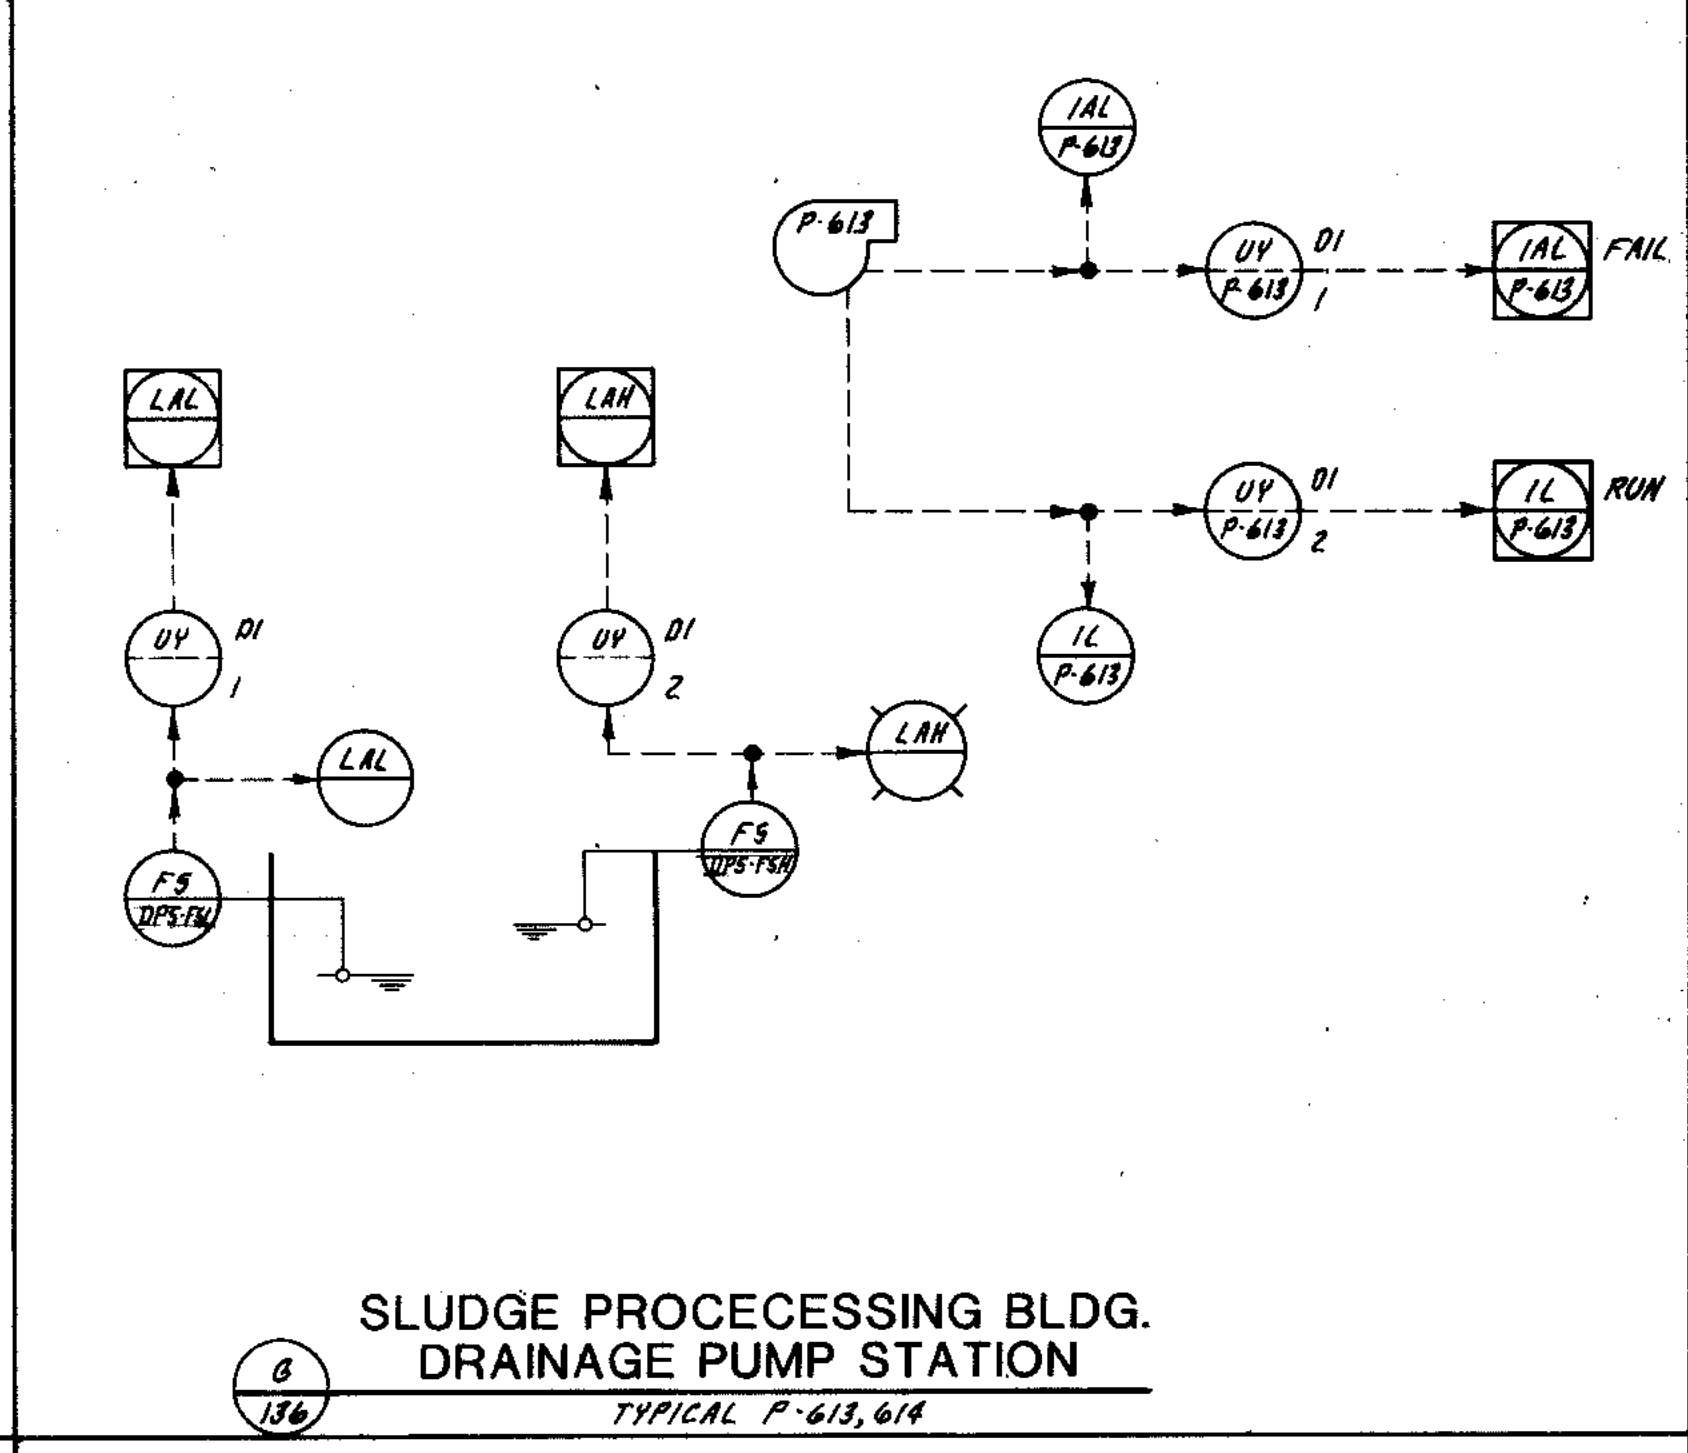 IAL
P-613
P-613
UY
P-613
DI
1
IAL
P-613
FAIL
LAL
LAH
UY
P-613
DI
2
IL
P-613
RUN
UY
DI
1
UY
DI
2
IL
P-613
LAL
LAH
FS
DPS-FSL
FS
DPS-FSH
SLUDGE PROCECESSING BLDG.
DRAINAGE PUMP STATION
G
136
TYPICAL P-613, 614